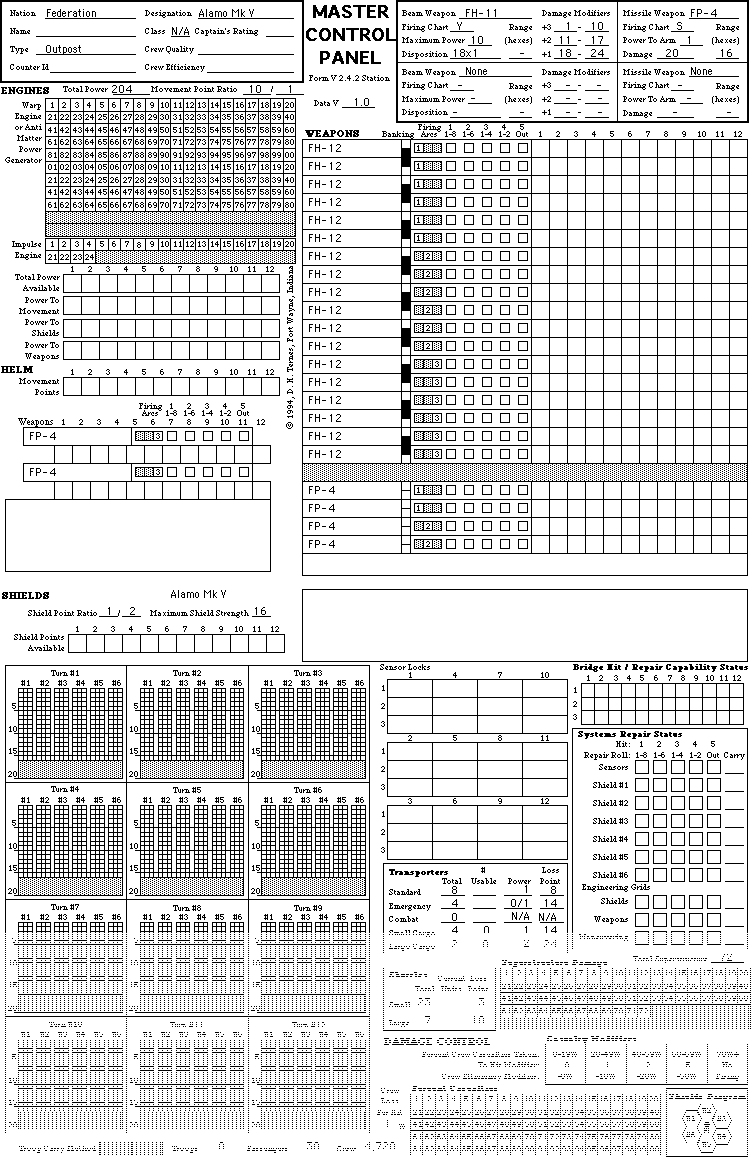 Nation Federation Designation Alamo Mk V
Name Class N/A Captain's Rating
Type Outpost Crew Quality
Counter Id Crew Efficiency
MASTER
CONTROL
PANEL
Form V 2.4.2 Station
Data V 1.0
Beam Weapon FH-11 Damage Modifiers
Firing Chart Y Range +3 1 - 10
Maximum Power 10 (hexes) +2 11 - 17
Disposition 18x1 - +1 18 - 24
Missile Weapon FP-4
Firing Chart S Range
Power To Arm 1 (hexes)
Damage 20 16
Beam Weapon None Damage Modifiers
Firing Chart - Range +3 - - -
Maximum Power - (hexes) +2 - - -
Disposition - - +1 - - -
Missile Weapon None
Firing Chart - Range
Power To Arm - (hexes)
Damage - -
ENGINES Total Power 204 Movement Point Ratio 10 / 1
Warp
Engine
or Anti
Matter
Power
Generator
1 2 3 4 5 6 7 8 9 10 11 12 13 14 15 16 17 18 19 20
21 22 23 24 25 26 27 28 29 30 31 32 33 34 35 36 37 38 39 40
41 42 43 44 45 46 47 48 49 50 51 52 53 54 55 56 57 58 59 60
61 62 63 64 65 66 67 68 69 70 71 72 73 74 75 76 77 78 79 80
81 82 83 84 85 86 87 88 89 90 91 92 93 94 95 96 97 98 99 00
01 02 03 04 05 06 07 08 09 10 11 12 13 14 15 16 17 18 19 20
21 22 23 24 25 26 27 28 29 30 31 32 33 34 35 36 37 38 39 40
41 42 43 44 45 46 47 48 49 50 51 52 53 54 55 56 57 58 59 60
61 62 63 64 65 66 67 68 69 70 71 72 73 74 75 76 77 78 79 80
Impulse
Engine
1 2 3 4 5 6 7 8 9 10 11 12 13 14 15 16 17 18 19 20
21 22 23 24
1 2 3 4 5 6 7 8 9 10 11 12
Total Power
Available
Power To
Movement
Power To
Shields
Power To
Weapons
HELM 1 2 3 4 5 6 7 8 9 10 11 12
Movement
Points
© 1994, D. H. Ternes, Fort Wayne, Indiana
Firing 1 2 3 4 5
Arcs 1-8 1-6 1-4 1-2 Out
Weapons 1 2 3 4 5 6 7 8 9 10 11 12
FP-4 3
FP-4 3
WEAPONS Banking Firing Arcs 1 1-8 2 1-6 3 1-4 4 1-2 5 Out
1 2 3 4 5 6 7 8 9 10 11 12
FH-12 1
FH-12 1
FH-12 1
FH-12 1
FH-12 1
FH-12 1
FH-12 2
FH-12 2
FH-12 2
FH-12 2
FH-12 2
FH-12 2
FH-12 3
FH-12 3
FH-12 3
FH-12 3
FH-12 3
FH-12 3
FP-4 1
FP-4 1
FP-4 2
FP-4 2
SHIELDS Alamo Mk V
Shield Point Ratio 1 / 2 Maximum Shield Strength 16
1 2 3 4 5 6 7 8 9 10 11 12
Shield Points
Available
Turn #1 Turn #2 Turn #3
#1 #2 #3 #4 #5 #6 #1 #2 #3 #4 #5 #6 #1 #2 #3 #4 #5 #6
5
10
15
20
Turn #4 Turn #5 Turn #6
#1 #2 #3 #4 #5 #6 #1 #2 #3 #4 #5 #6 #1 #2 #3 #4 #5 #6
5
10
15
20
Turn #7 Turn #8 Turn #9
#1 #2 #3 #4 #5 #6 #1 #2 #3 #4 #5 #6 #1 #2 #3 #4 #5 #6
Sensor Locks
1 4 7 10
1
2
3
2 5 8 11
1
2
3
3 6 9 12
1
2
3
Bridge Hit / Repair Capability Status
1 2 3 4 5 6 7 8 9 10 11 12
1
2
3
Systems Repair Status
Hit: 1 2 3 4 5
Repair Roll: 1-8 1-6 1-4 1-2 Out Carry
Sensors
Shield #1
Shield #2
Shield #3
Shield #4
Shield #5
Shield #6
Engineering Grids
Shields
Weapons
Maneuvering
Transporters # Loss
Total Usable Power Point
Standard 8 1 8
Emergency 4 0/1 14
Combat 0 N/A N/A
Small Cargo 4 0 1 14
Large Cargo 2 0 2 24
Superstructure Damage Total Superstructure 72
Shuttles
Small 23 3
Large 7 10
DAMAGE CONTROL Casualty Modifiers
Percent Crew Casualties Taken:
To Hit Modifier:
Crew Efficiency Modifier:
Percent Casualties
Shields Diagram
Troop Carry Method Troops 0 Passengers 30 Crew 4,720